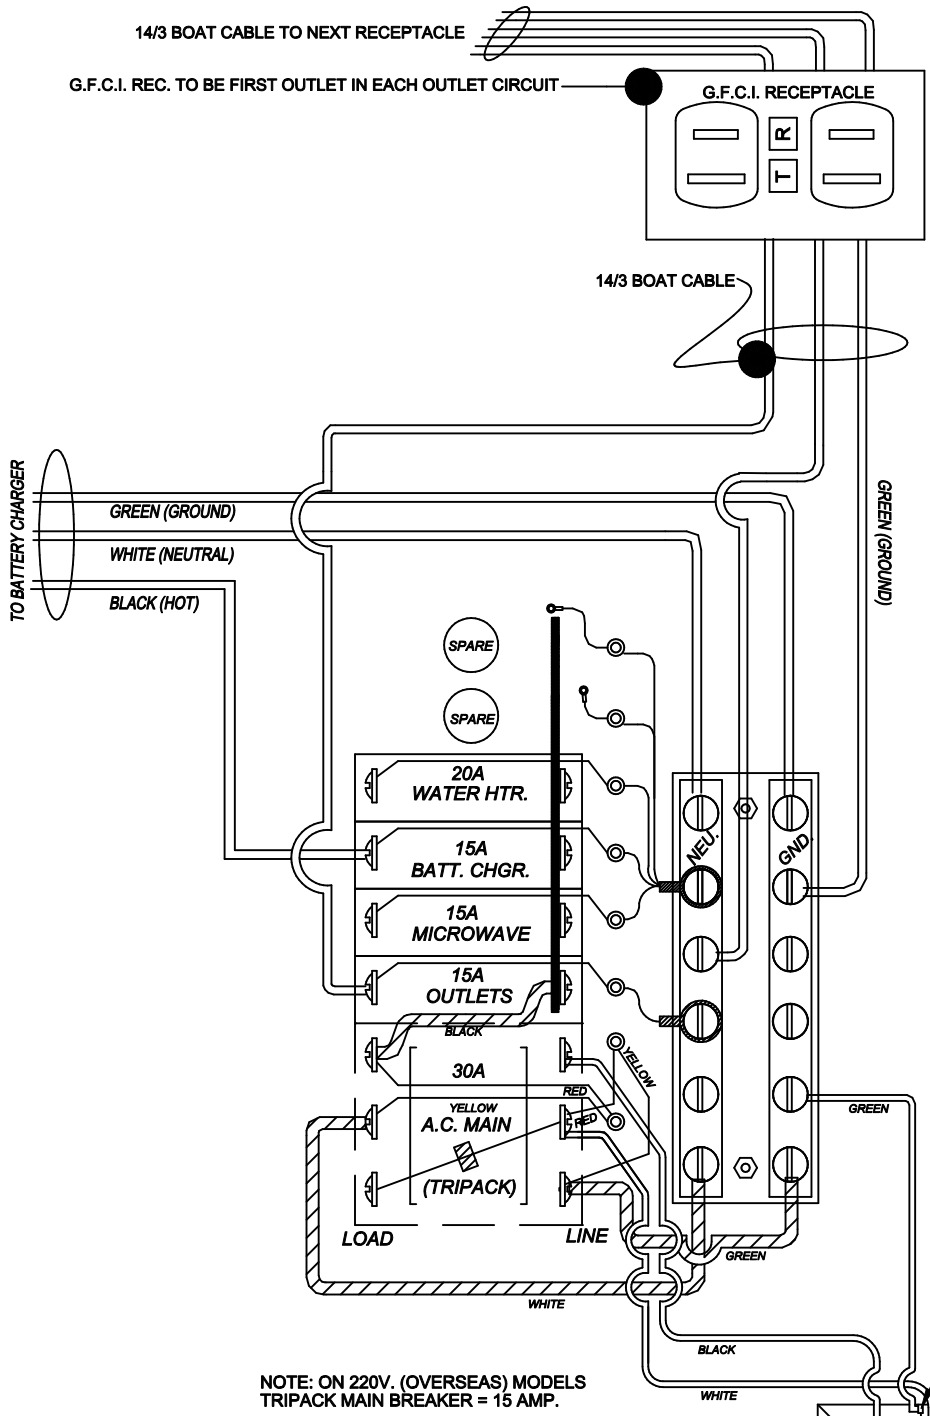 14/3 BOAT CABLE TO NEXT RECEPTACLE
G.F.C.I. REC. TO BE FIRST OUTLET IN EACH OUTLET CIRCUIT
G.F.C.I. RECEPTACLE
R
T
14/3 BOAT CABLE
TO BATTERY CHARGER
GREEN (GROUND)
WHITE (NEUTRAL)
BLACK (HOT)
GREEN (GROUND)
SPARE
SPARE
20A
WATER HTR.
15A
BATT. CHGR.
15A
MICROWAVE
15A
OUTLETS
NEU.
GND.
BLACK
30A
YELLOW
RED
YELLOW
A.C. MAIN
RED
(TRIPACK)
GREEN
LOAD
LINE
GREEN
WHITE
BLACK
WHITE
NOTE: ON 220V. (OVERSEAS) MODELS
TRIPACK MAIN BREAKER = 15 AMP.